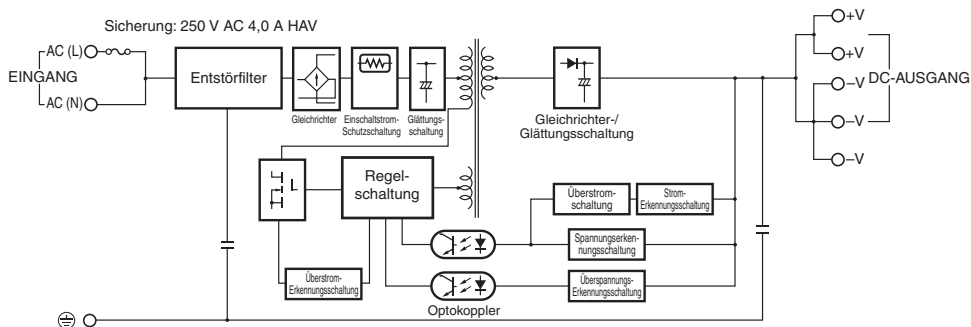 Sicherung: 250 V AC 4,0 A HAV
AC (L)
EINGANG
AC (N)
Entstörfilter
Gleichrichter
Einschaltstrom-
Schutzschaltung
Glättungs-
schaltung
Gleichrichter-/
Glättungsschaltung
+V
+V
–V
–V
–V
DC-AUSGANG
Regel-
schaltung
Überstrom-
schaltung
Strom-
Erkennungsschaltung
Spannungserken-
nungsschaltung
Überstrom-
Erkennungsschaltung
Überspannungs-
Erkennungsschaltung
Optokoppler